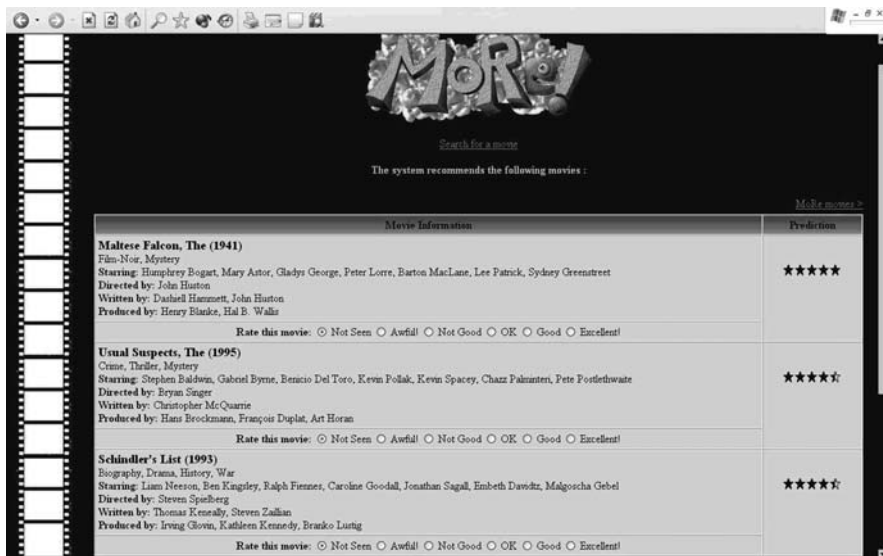 MoRe!
Search for a movie
The system recommends the following movies :
MoRe movies >
Movie Information Prediction
Maltese Falcon, The (1941)
Film-Noir, Mystery
Starring: Humphrey Bogart, Mary Astor, Gladys George, Peter Lorre, Barton MacLane, Lee Patrick, Sydney Greenstreet
Directed by: John Huston
Written by: Dashiell Hammett, John Huston
Produced by: Henry Blanke, Hal B. Wallis
Rate this movie: Not Seen Awful! Not Good OK Good Excellent!
Usual Suspects, The (1995)
Crime, Thriller, Mystery
Starring: Stephen Baldwin, Gabriel Byrne, Benicio Del Toro, Kevin Pollak, Kevin Spacey, Chazz Palminteri, Pete Postlethwaite
Directed by: Bryan Singer
Written by: Christopher McQuarrie
Produced by: Hans Brockmann, François Duplat, Art Horan
Rate this movie: Not Seen Awful! Not Good OK Good Excellent!
Schindler's List (1993)
Biography, Drama, History, War
Starring: Liam Neeson, Ben Kingsley, Ralph Fiennes, Caroline Goodall, Jonathan Sagall, Embeth Davidtz, Malgoscha Gebel
Directed by: Steven Spielberg
Written by: Thomas Keneally, Steven Zaillian
Produced by: Irving Glovin, Kathleen Kennedy, Branko Lustig
Rate this movie: Not Seen Awful! Not Good OK Good Excellent!